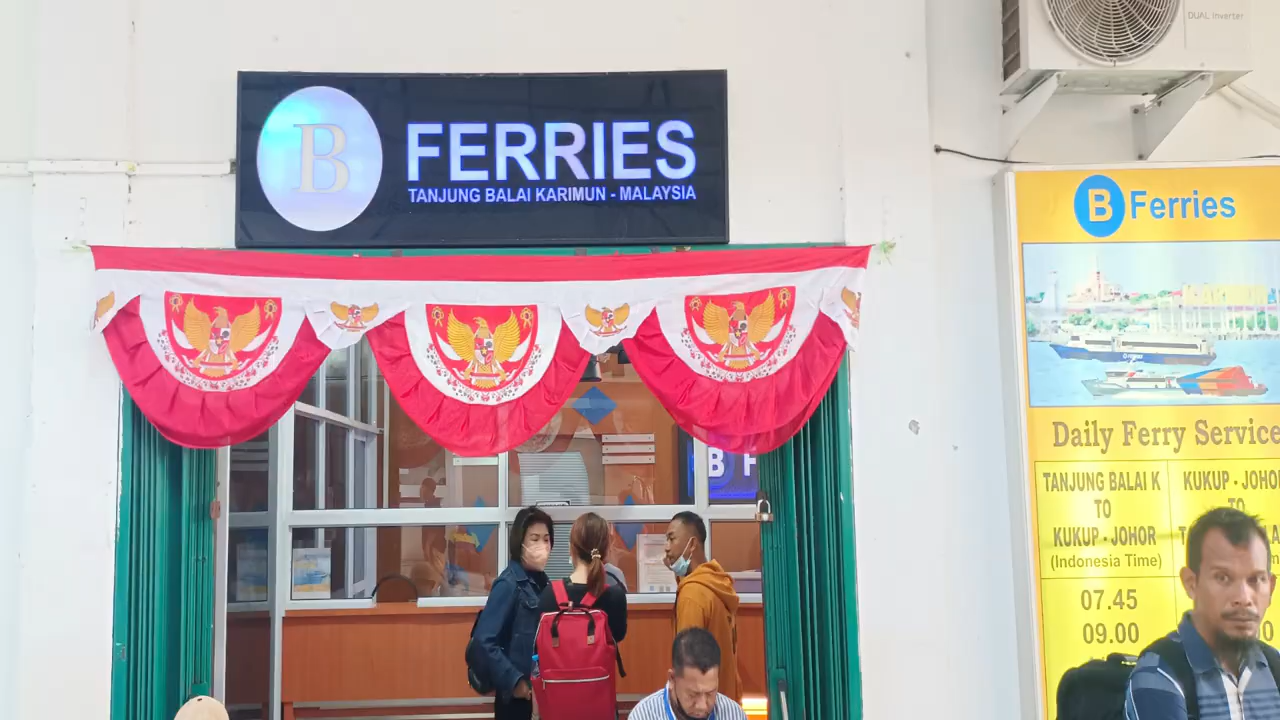 B
FERRIES
TANJUNG BALAI KARIMUN - MALAYSIA
DUAL Inverter
B Ferries
Daily Ferry Service
TANJUNG BALAI K
TO
KUKUP - JOHOR
(Indonesia Time)
07.45
09.00
KUKUP - JOHO
TO
B F